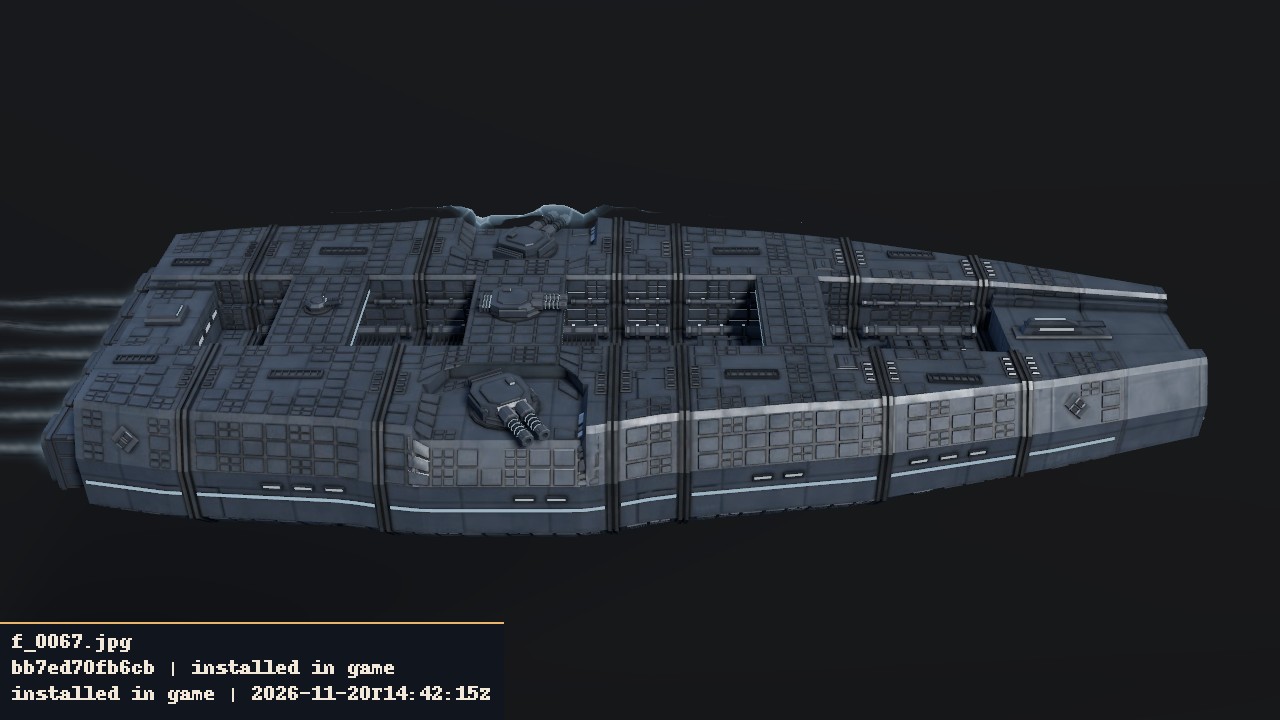 f_0067.jpg
bb7ed70fb6cb | installed in game
installed in game | 2026-11-20T14:42:15Z